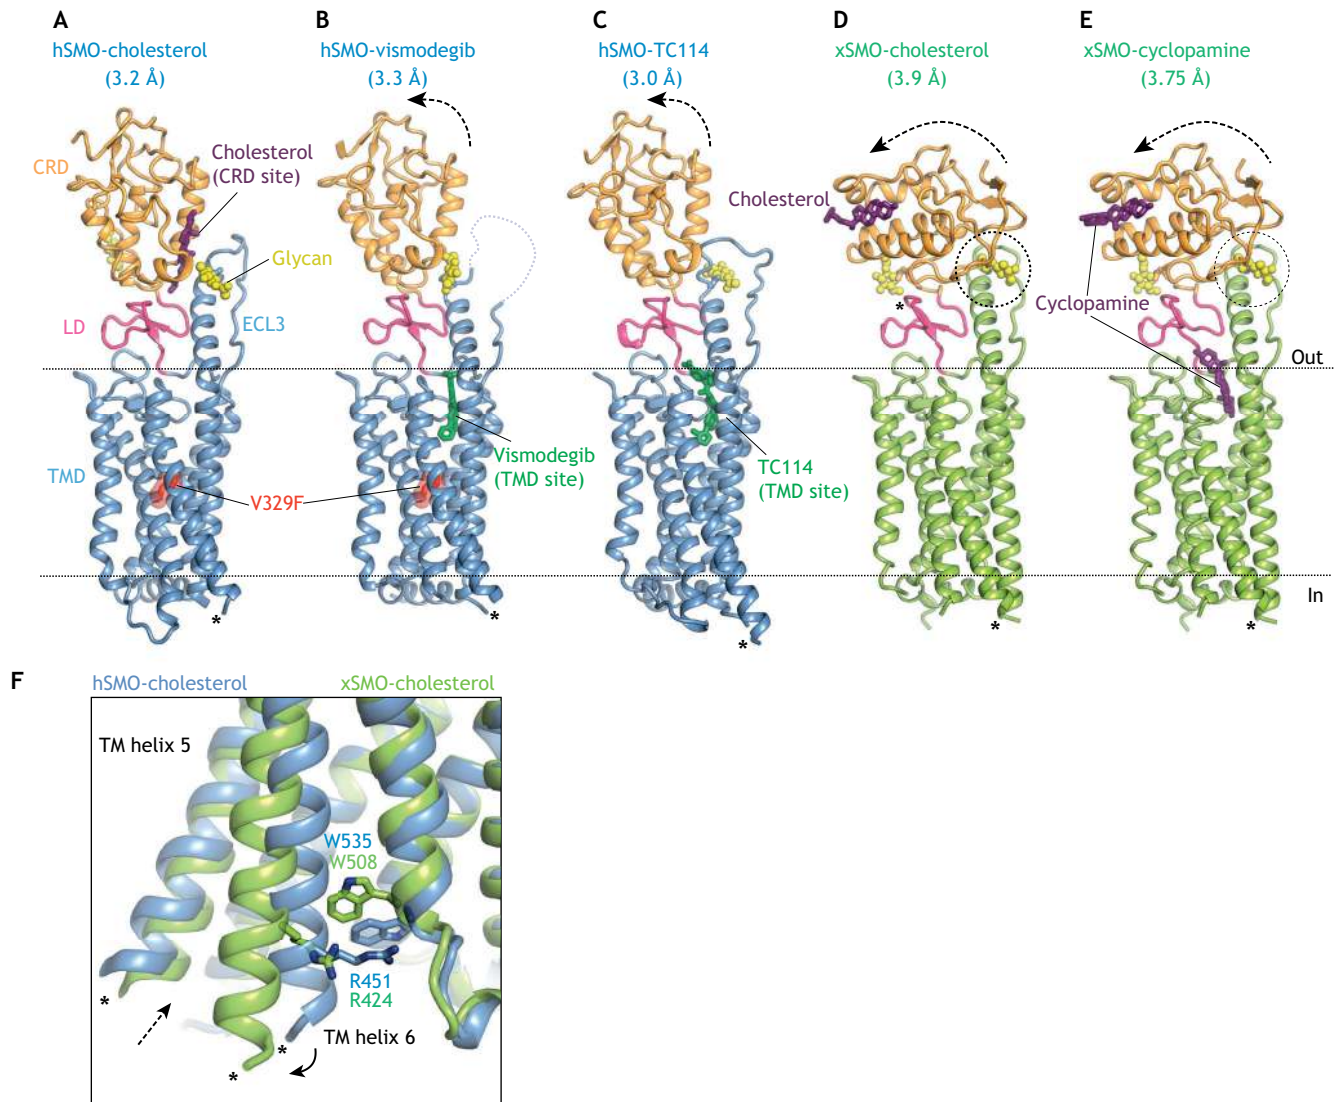 A
hSMO-cholesterol
(3.2 Å)
B
hSMO-vismodegib
(3.3 Å)
C
hSMO-TC114
(3.0 Å)
D
xSMO-cholesterol
(3.9 Å)
E
xSMO-cyclopamine
(3.75 Å)
CRD
Cholesterol
(CRD site)
Glycan
LD
ECL3
TMD
V329F
*
Vismodegib
(TMD site)
*
TC114
(TMD site)
*
Cholesterol
*
*
Cyclopamine
*
Out
In
F
hSMO-cholesterol
xSMO-cholesterol
TM helix 5
W535
W508
R451
R424
TM helix 6
*
*
*